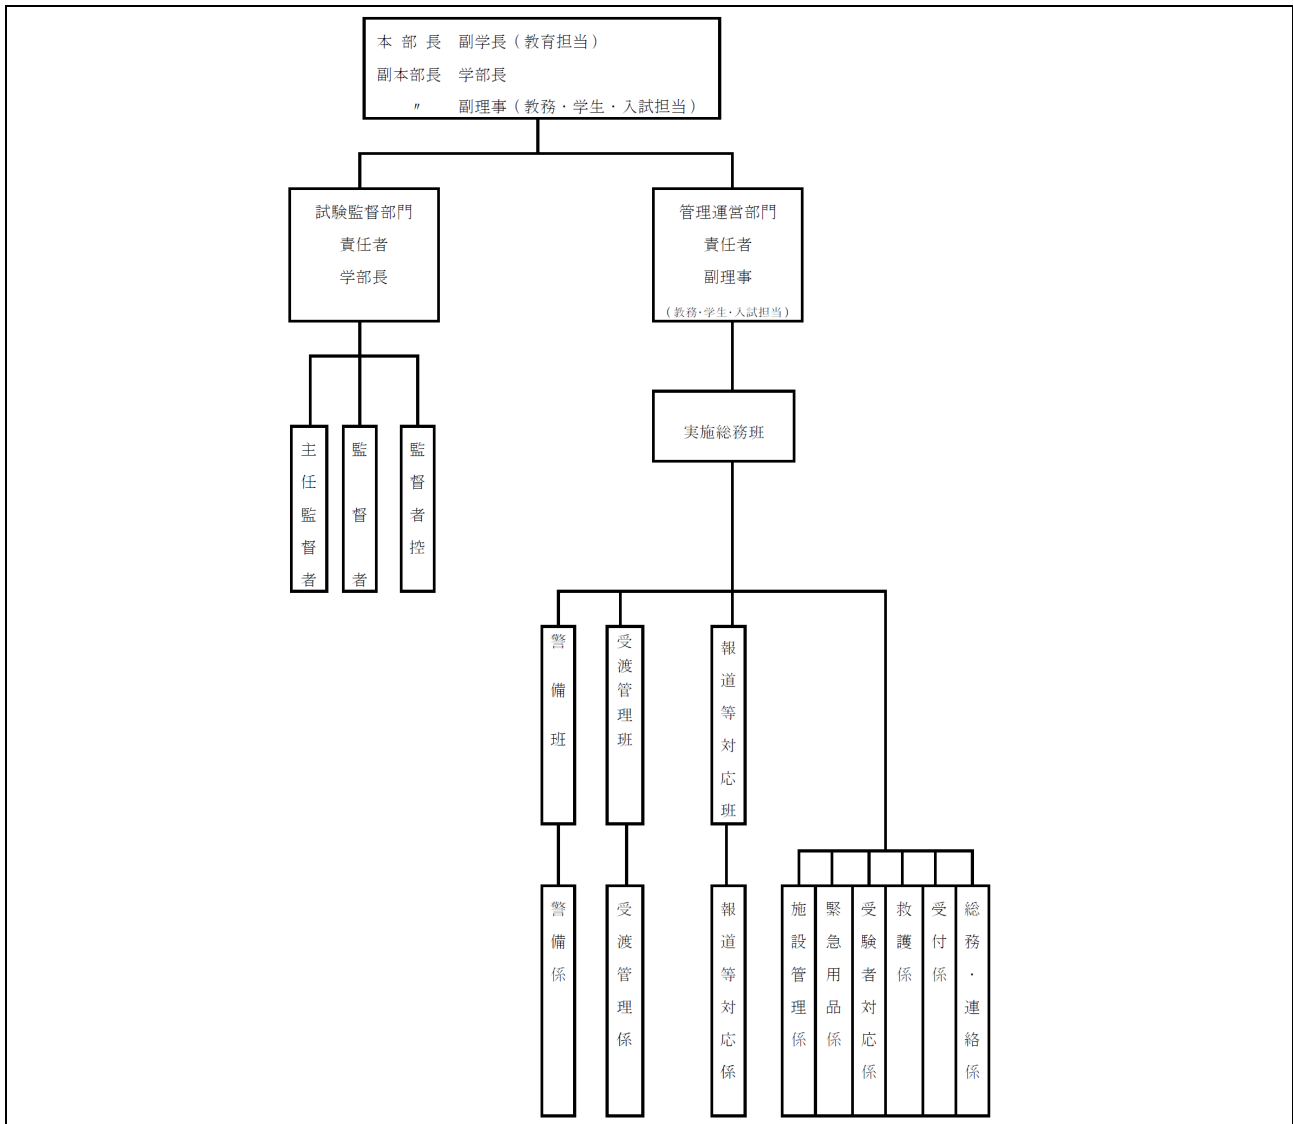 本部長 副学長（教育担当）
副本部長 学部長
〃 副理事（教務・学生・入試担当）
試験監督部門
責任者
学部長
管理運営部門
責任者
副理事
（教務・学生・入試担当）
実施総務班
主任監督者
監督者
監督者控
警備班
受渡管理班
報道等対応班
警備係
受渡管理係
報道等対応係
施設管理係
緊急用品係
受験者対応係
救護係
受付係
総務・連絡係